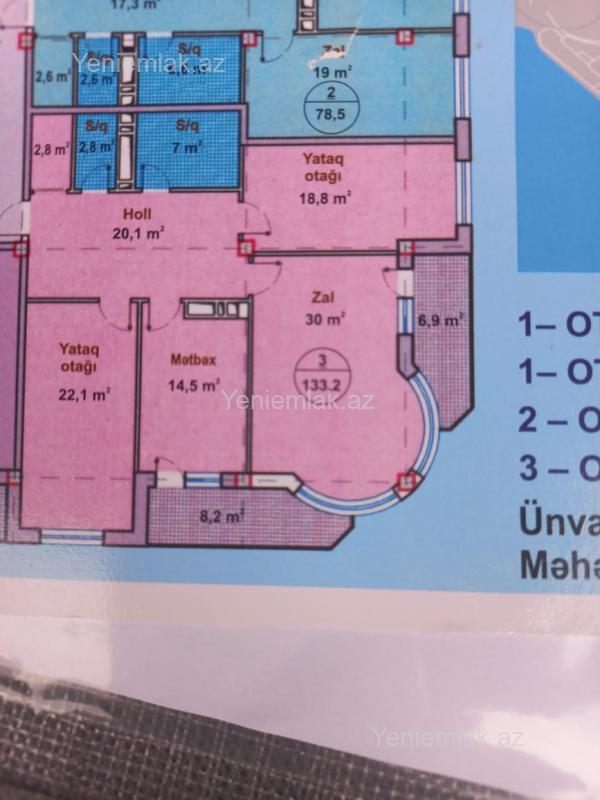 17,3 m²
2,6 m²
S/q
2,6 m²
S/q
Yeniemlak.az
Zal
19 m²
2
78,5
2,8 m²
S/q
2,8 m²
S/q
7 m²
Yataq
otağı
18,8 m²
Holl
20,1 m²
Zal
30 m²
6,9 m²
3
133.2
Yataq
otağı
22,1 m²
Mətbəx
14,5 m²
Yeniemlak.az
8,2 m²
1– OT
1– OT
2 – O
3 – O
Ünva
Məhə
Yeniemlak.az